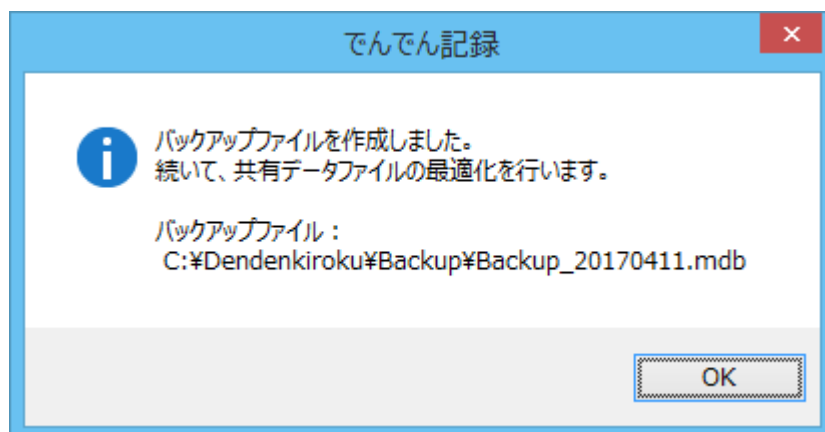 でんでん記録
バックアップファイルを作成しました。
続いて、共有データファイルの最適化を行います。
バックアップファイル：
C:¥Dendenkiroku¥Backup¥Backup_20170411.mdb
OK